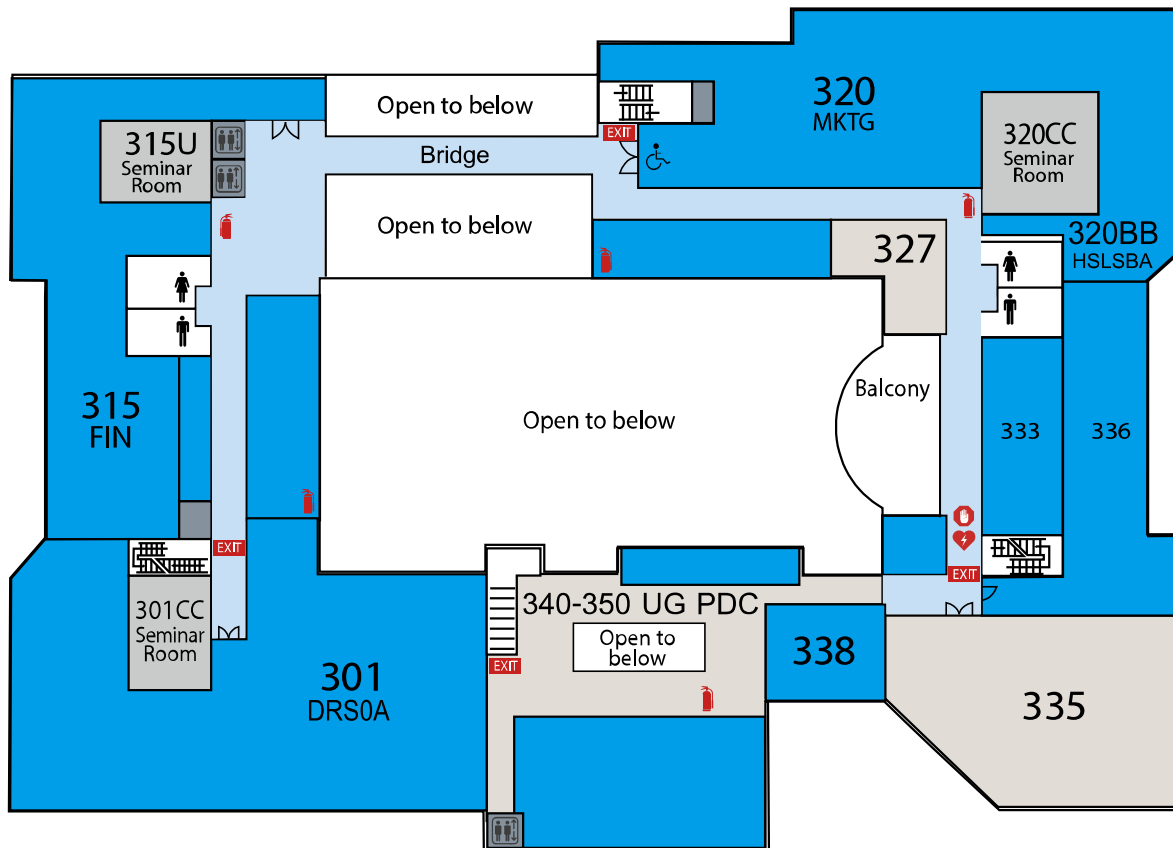 320
MKTG
Open to below
EXIT
315U
Seminar
Room
320CC
Seminar
Room
Bridge
Open to below
327
320BB
HSLSBA
315
FIN
Open to below
Balcony
333
336
EXIT
EXIT
301CC
Seminar
Room
340-350 UG PDC
Open to
below
EXIT
338
301
DRS0A
335